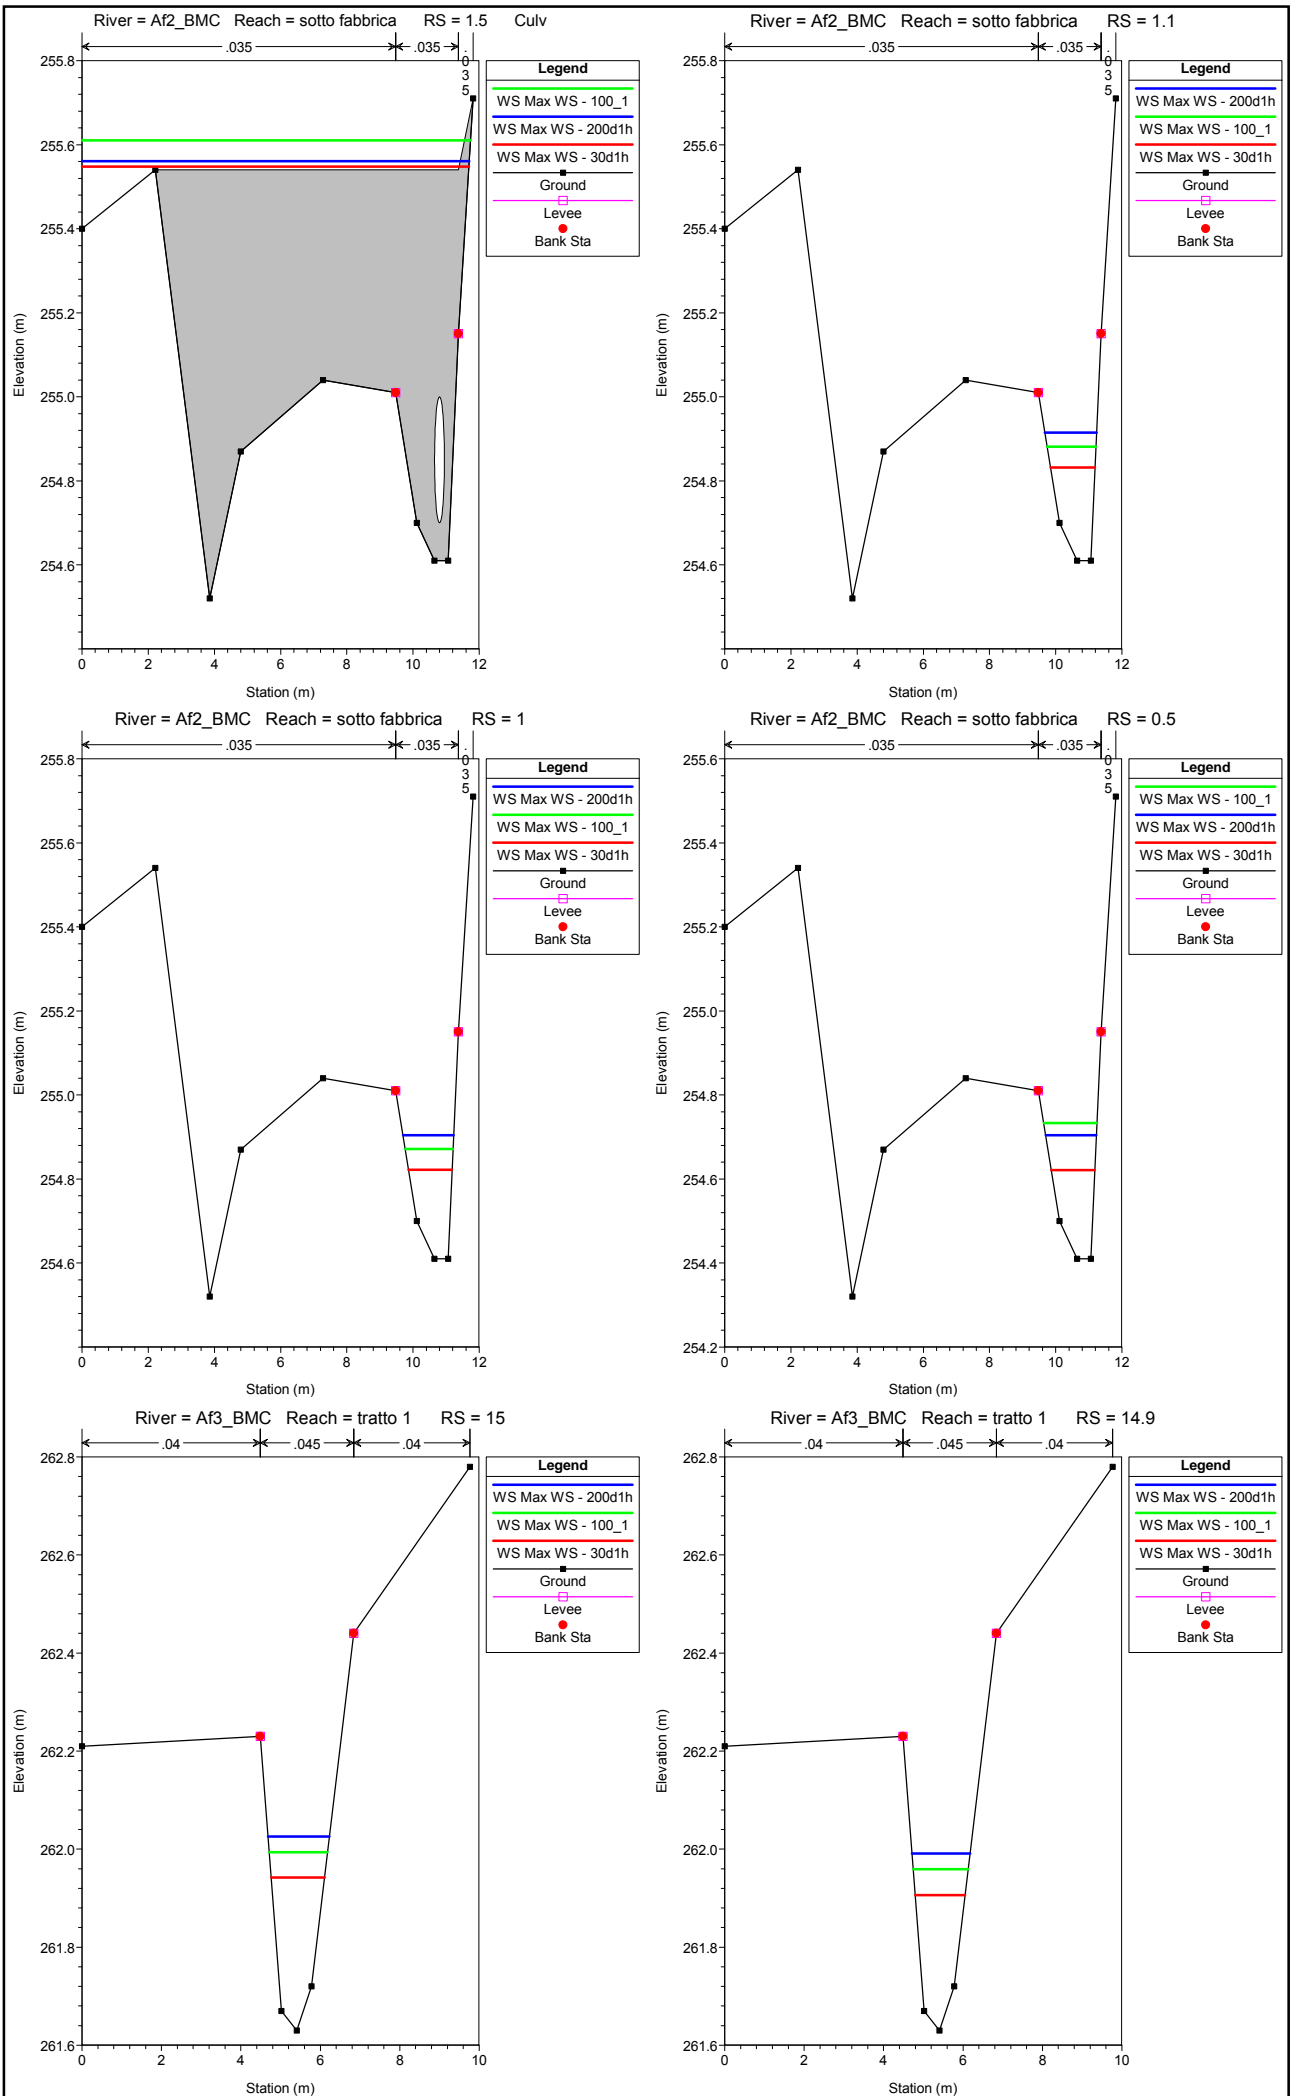 River = Af2_BMC Reach = sotto fabbrica RS = 1.5 Culv
.035 .035 .035
255.8
255.6
255.4
255.2
255.0
254.8
254.6
Elevation (m)
0 2 4 6 8 10 12
Station (m)
Legend
WS Max WS - 100_1
WS Max WS - 200d1h
WS Max WS - 30d1h
Ground
Levee
Bank Sta
River = Af2_BMC Reach = sotto fabbrica RS = 1.1
.035 .035 .035
255.8
255.6
255.4
255.2
255.0
254.8
254.6
Elevation (m)
0 2 4 6 8 10 12
Station (m)
Legend
WS Max WS - 200d1h
WS Max WS - 100_1
WS Max WS - 30d1h
Ground
Levee
Bank Sta
River = Af2_BMC Reach = sotto fabbrica RS = 1
.035 .035 .035
255.8
255.6
255.4
255.2
255.0
254.8
254.6
Elevation (m)
0 2 4 6 8 10 12
Station (m)
Legend
WS Max WS - 200d1h
WS Max WS - 100_1
WS Max WS - 30d1h
Ground
Levee
Bank Sta
River = Af2_BMC Reach = sotto fabbrica RS = 0.5
.035 .035 .035
255.6
255.4
255.2
255.0
254.8
254.6
254.4
254.2
Elevation (m)
0 2 4 6 8 10 12
Station (m)
Legend
WS Max WS - 100_1
WS Max WS - 200d1h
WS Max WS - 30d1h
Ground
Levee
Bank Sta
River = Af3_BMC Reach = tratto 1 RS = 15
.04 .045 .04
262.8
262.6
262.4
262.2
262.0
261.8
261.6
Elevation (m)
0 2 4 6 8 10
Station (m)
Legend
WS Max WS - 200d1h
WS Max WS - 100_1
WS Max WS - 30d1h
Ground
Levee
Bank Sta
River = Af3_BMC Reach = tratto 1 RS = 14.9
.04 .045 .04
262.8
262.6
262.4
262.2
262.0
261.8
261.6
Elevation (m)
0 2 4 6 8 10
Station (m)
Legend
WS Max WS - 200d1h
WS Max WS - 100_1
WS Max WS - 30d1h
Ground
Levee
Bank Sta